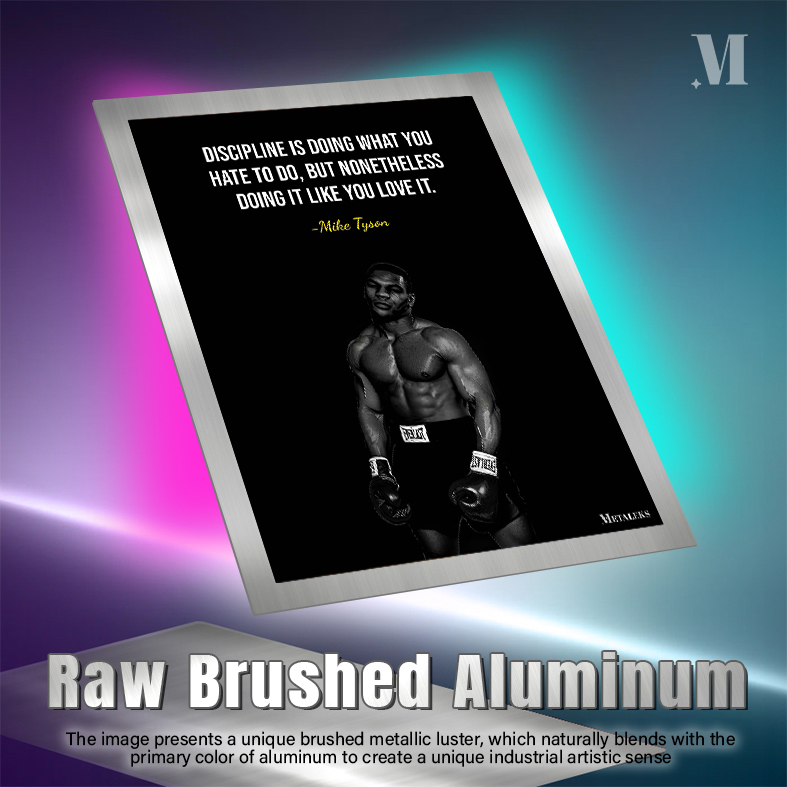 M
DISCIPLINE IS DOING WHAT YOU
HATE TO DO, BUT NONETHELESS
DOING IT LIKE YOU LOVE IT.
~Mike Tyson
METALEKS
Raw Brushed Aluminum
The image presents a unique brushed metallic luster, which naturally blends with the
primary color of aluminum to create a unique industrial artistic sense